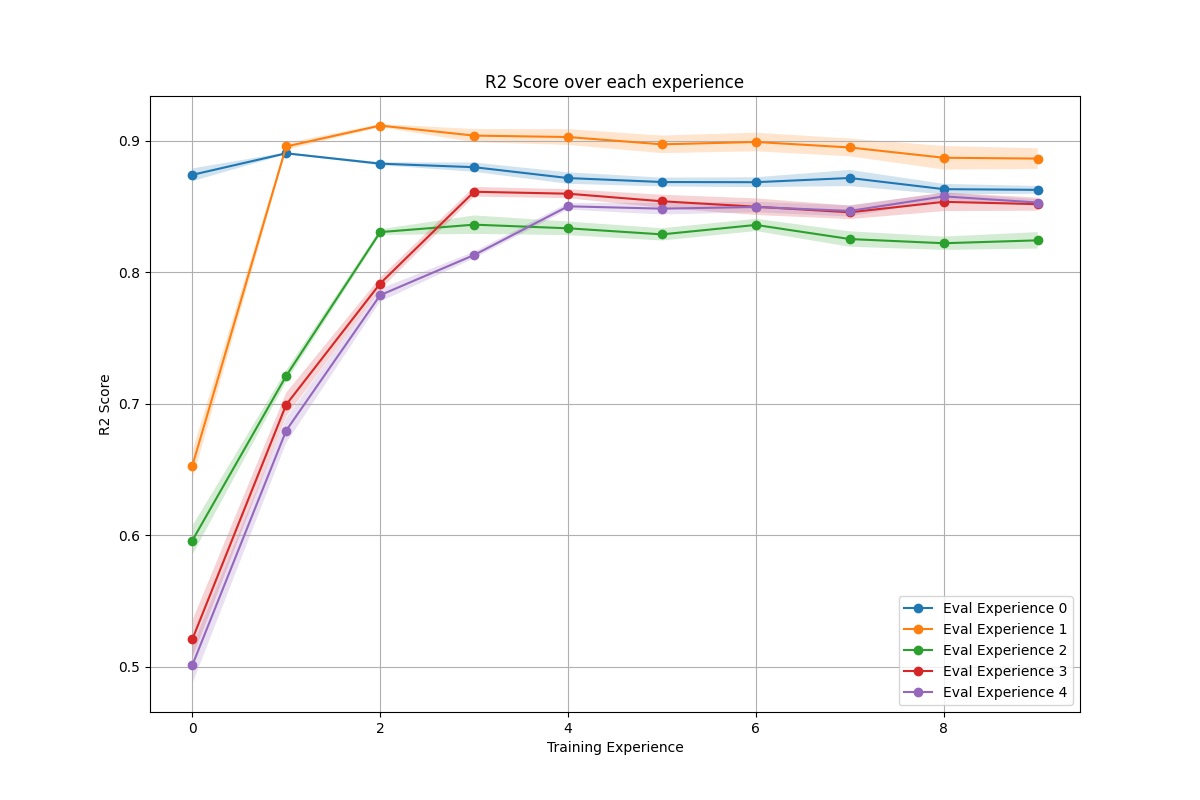 R2 Score over each experience
0.9
0.8
0.7
0.6
0.5
R2 Score
0 2 4 6 8
Training Experience
Eval Experience 0
Eval Experience 1
Eval Experience 2
Eval Experience 3
Eval Experience 4